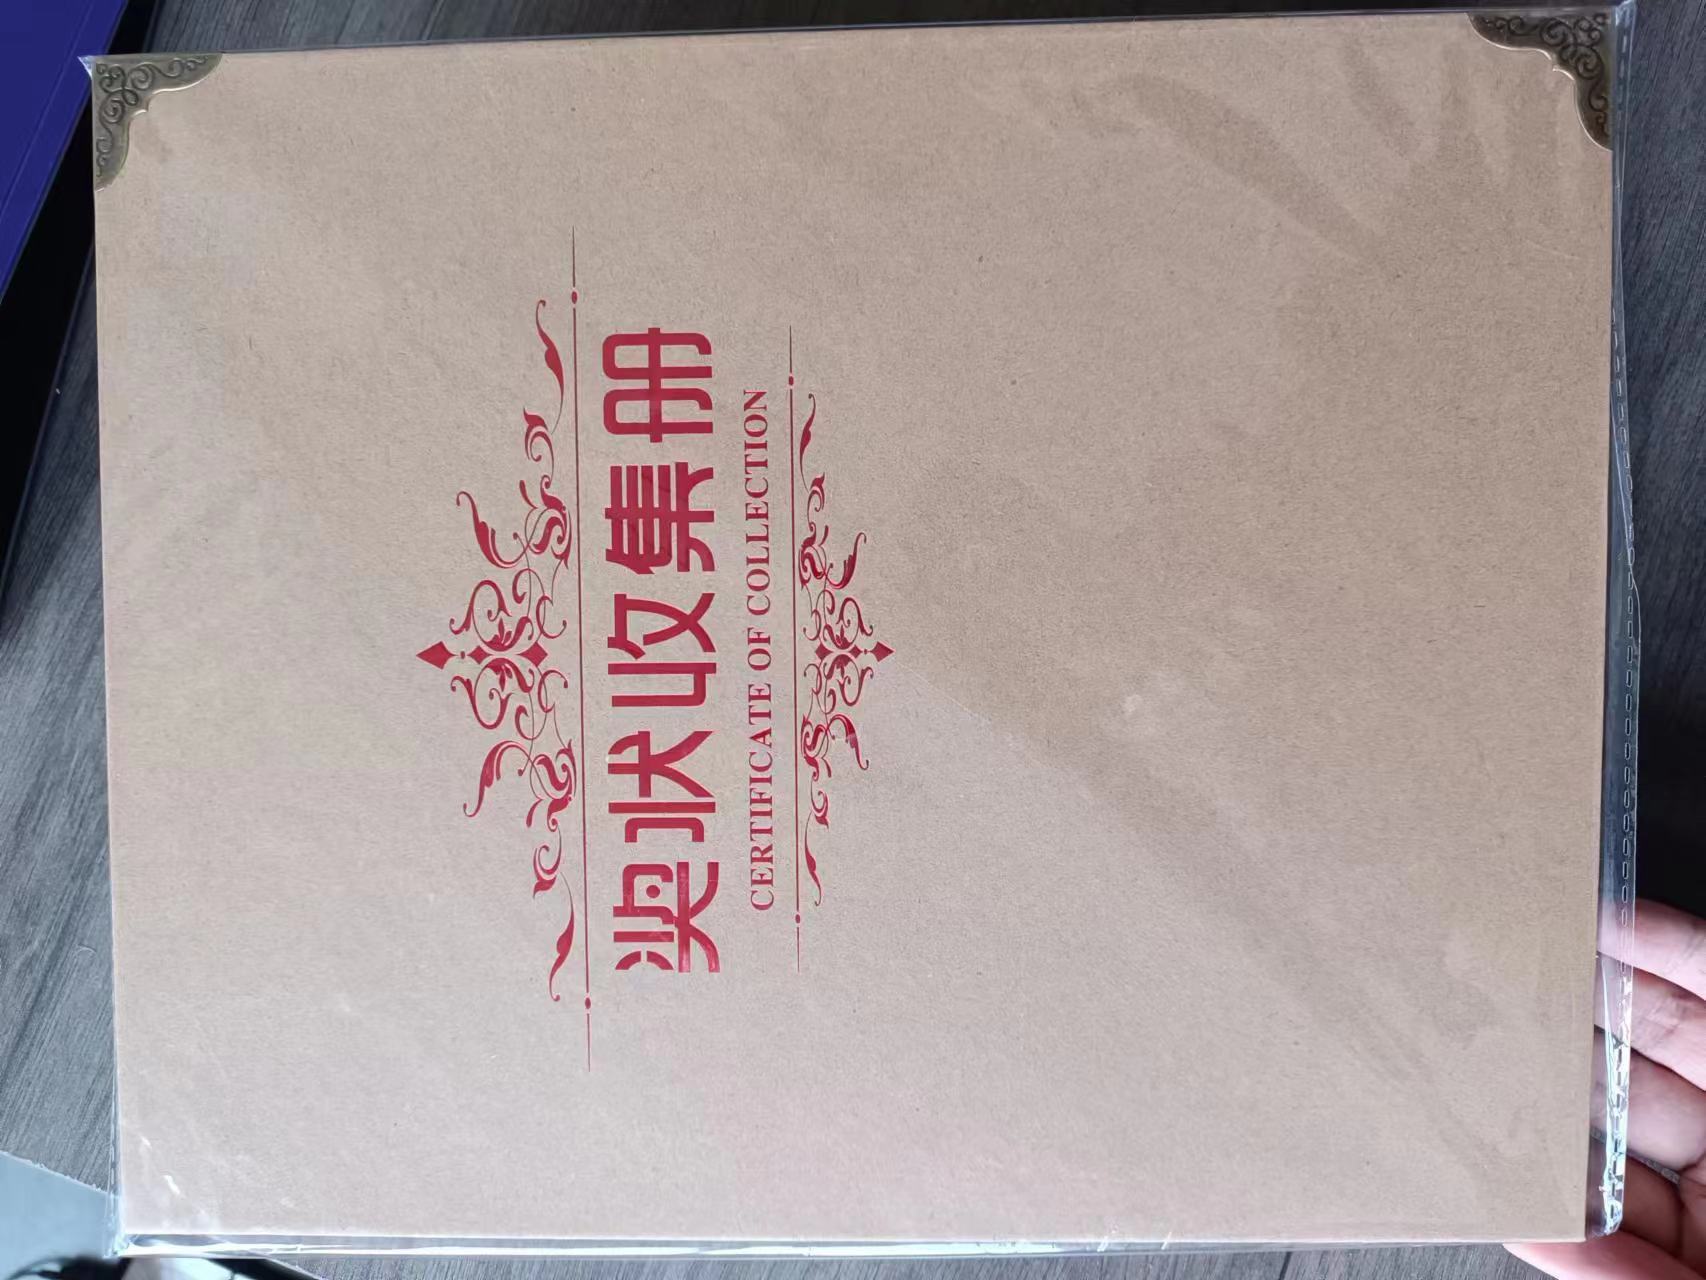 奖状收集册
CERTIFICATE OF COLLECTION